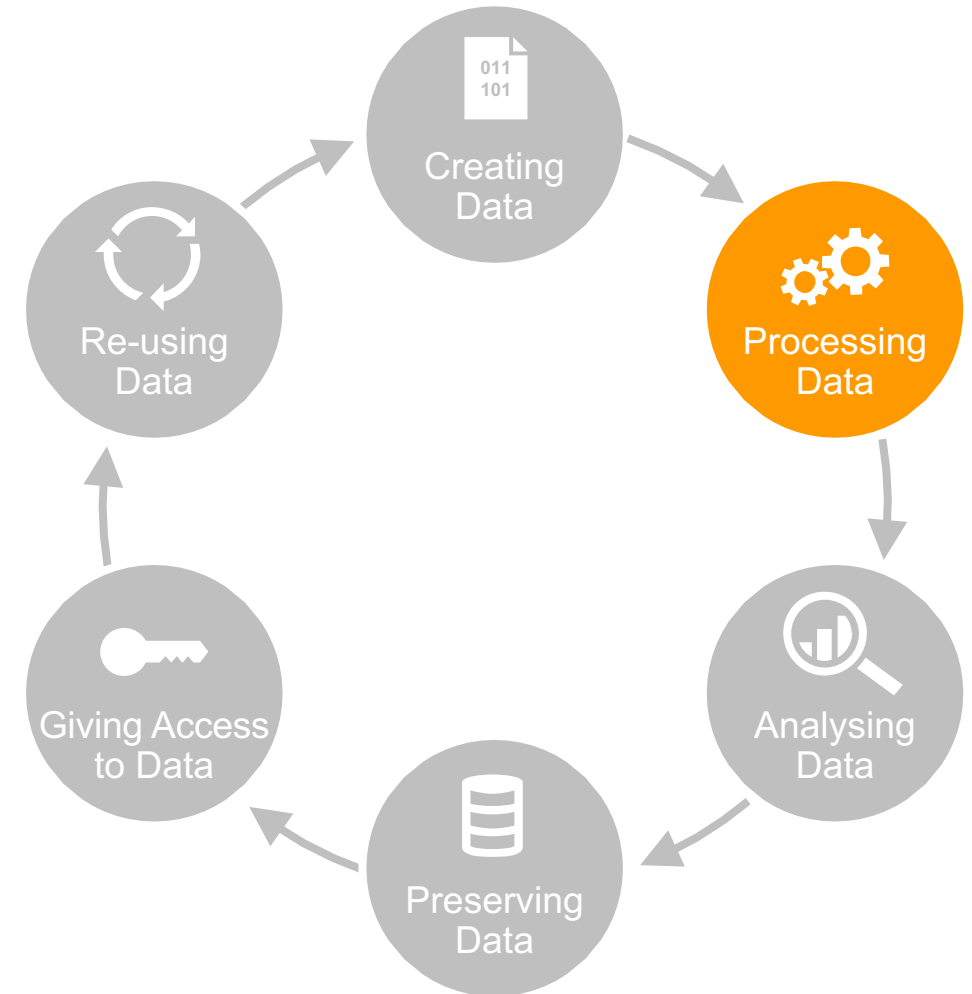 011
101
Creating
Data
Processing
Data
Analysing
Data
Preserving
Data
Giving Access
to Data
Re-using
Data